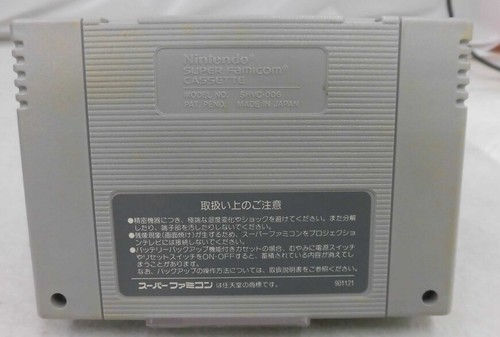 Nintendo
SUPER FAMICOM
CASSETTE
MODEL NO. SHVC-006
PAT. PEND. MADE IN JAPAN
取扱い上のご注意
●精密機器につき、極端な温度変化やショックを避けてください。また分解
したり、端子部を汚したりしないでください。
●残像現象(画面焼け)が生ずるため、スーパーファミコンをプロジェクショ
ンテレビには接続しないでください。
●バッテリーバックアップ機能付きカセットの場合、むやみに電源スイッチ
やリセットスイッチをON・OFFすると、蓄積されている内容が消えてし
まうことがあります。
なお、バックアップの操作方法については、取扱説明書をご参照ください。
スーパーファミコン は任天堂の商標です。 901121